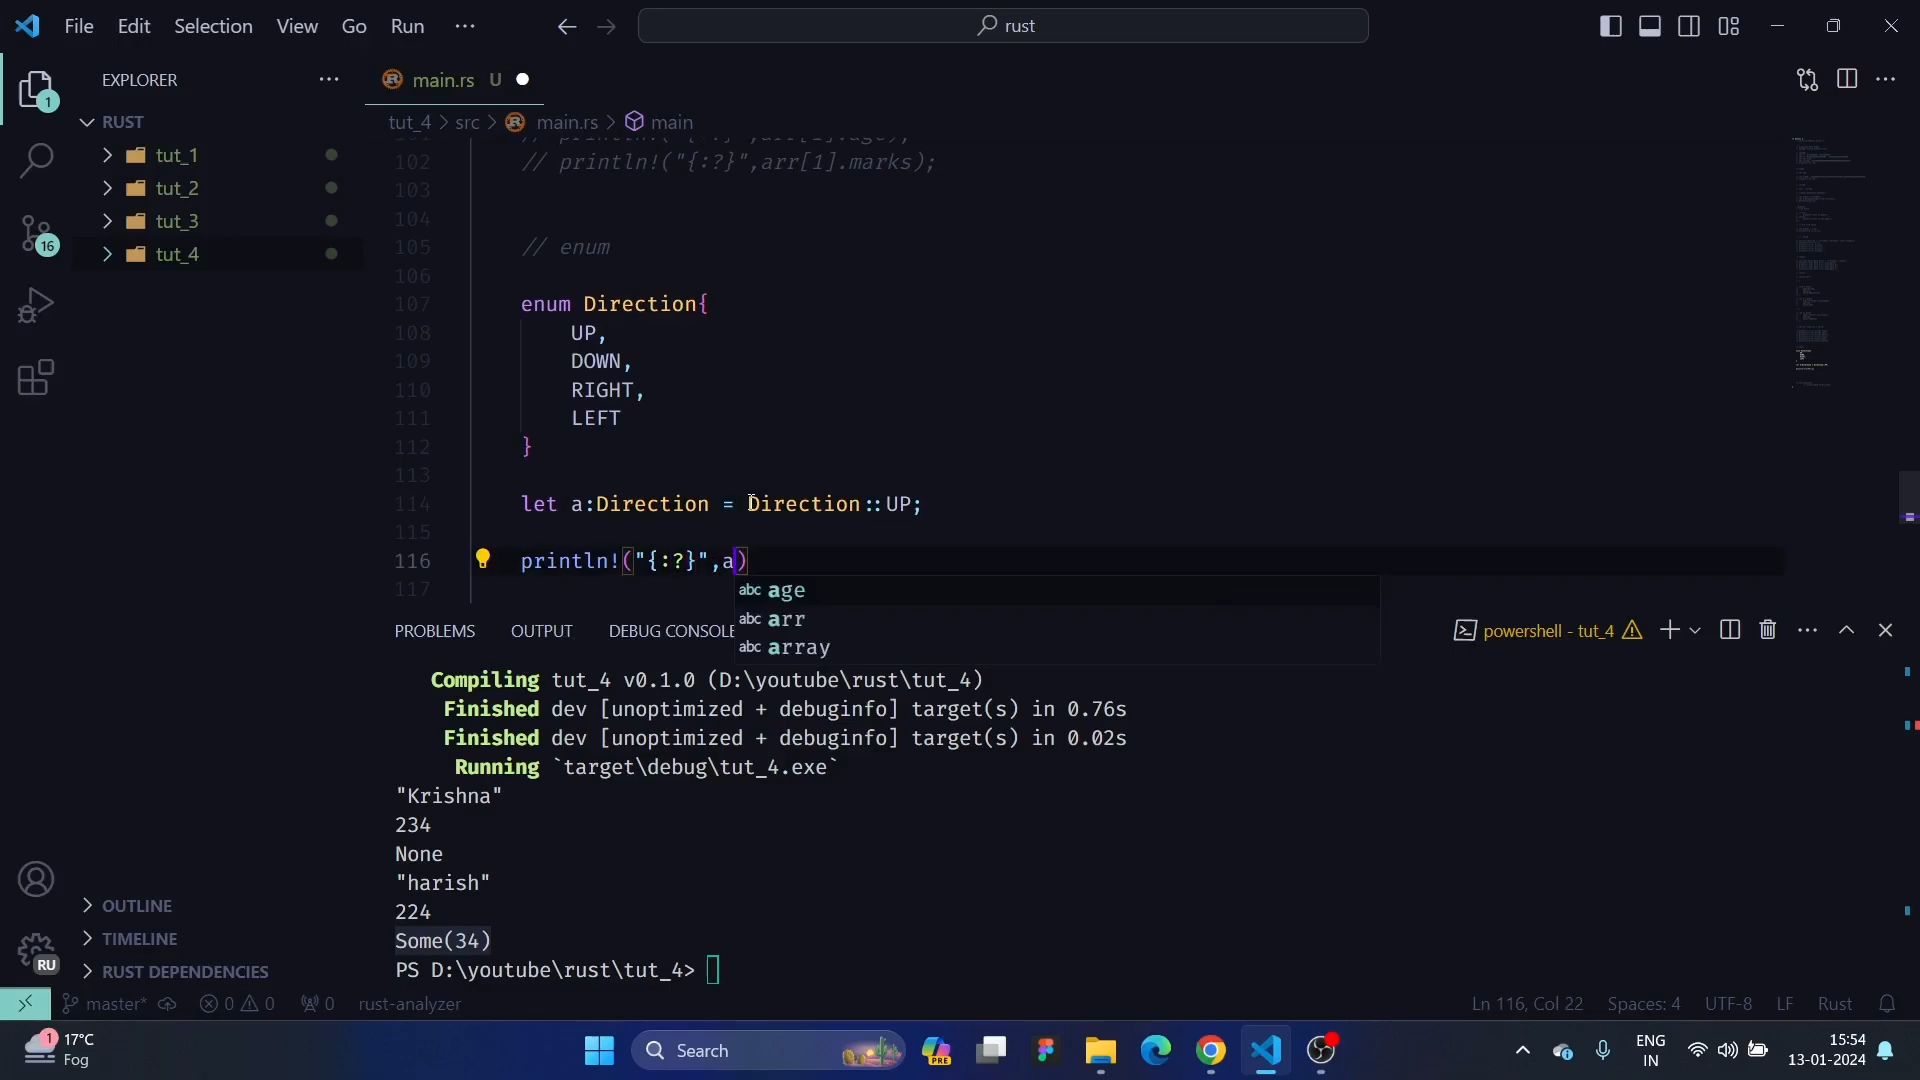 File Edit Selection View Go Run ···
rust
EXPLORER
main.rs U
RUST
tut_1
tut_2
tut_3
tut_4
1
16
tut_4 > src > main.rs > main
102 // println!("{:?}",arr[1].marks);
103
104
105 // enum
106
107 enum Direction{
108 UP,
109 DOWN,
110 RIGHT,
111 LEFT
112 }
113
114 let a:Direction = Direction::UP;
115
116 println!("{:?}",a)
117
abc age
abc arr
abc array
PROBLEMS OUTPUT DEBUG CONSOLE
powershell - tut_4
Compiling tut_4 v0.1.0 (D:\youtube\rust\tut_4)
Finished dev [unoptimized + debuginfo] target(s) in 0.76s
Finished dev [unoptimized + debuginfo] target(s) in 0.02s
Running `target\debug\tut_4.exe`
"Krishna"
234
None
"harish"
224
Some(34)
PS D:\youtube\rust\tut_4>
OUTLINE
TIMELINE
RUST DEPENDENCIES
RU
master* 0 0 0 rust-analyzer
Ln 116, Col 22 Spaces: 4 UTF-8 LF Rust
1
17°C
Fog
Search
PRE
ENG
IN
15:54
13-01-2024